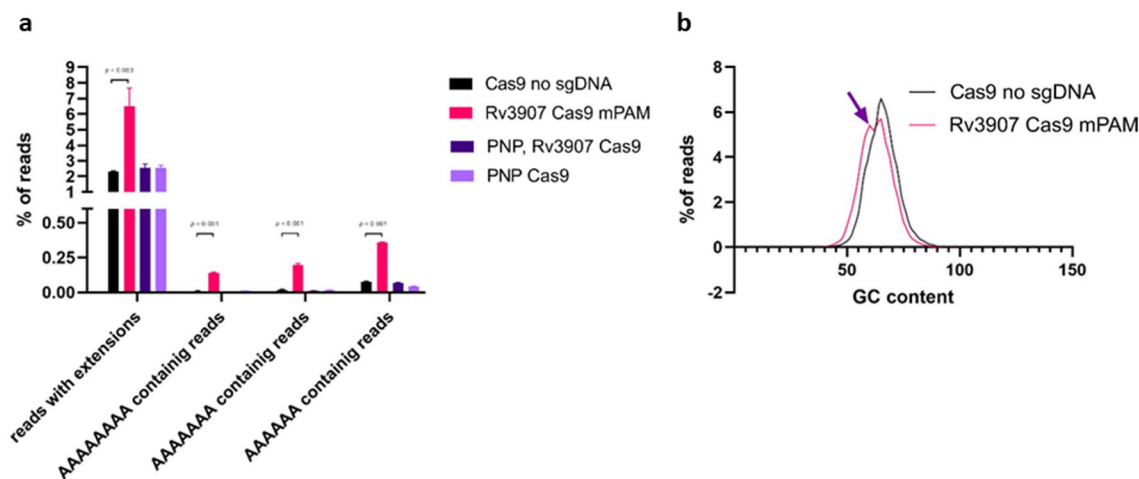 a
9
8
7
6
5
4
3
2
1
0.50
0.25
0.00
% of reads
p < 0.003
p < 0.001
p < 0.001
p < 0.001
reads with extensions
AAAAAAAA containig reads
AAAAAAA containig reads
AAAAAA containig reads
Cas9 no sgDNA
Rv3907 Cas9 mPAM
PNP, Rv3907 Cas9
PNP Cas9
b
8
6
4
2
0
-2
%of reads
50
100
150
GC content
Cas9 no sgDNA
Rv3907 Cas9 mPAM